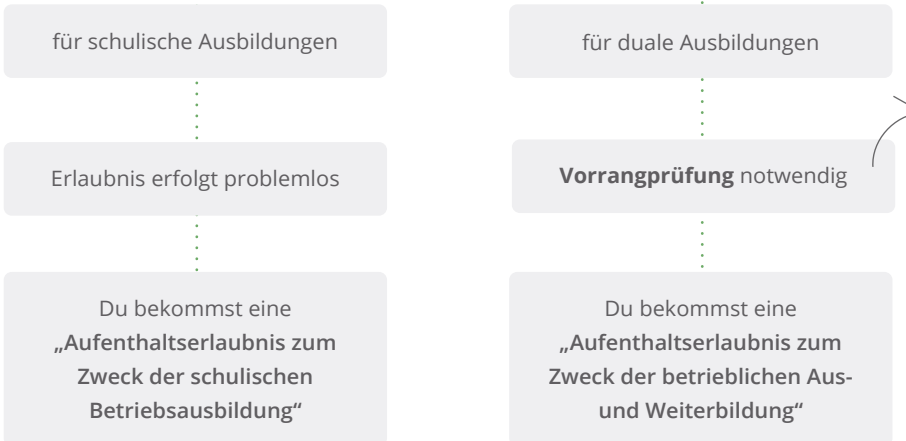 für schulische Ausbildungen
Erlaubnis erfolgt problemlos
Du bekommst eine
„Aufenthaltserlaubnis zum
Zweck der schulischen
Betriebsausbildung“
für duale Ausbildungen
Vorrangprüfung notwendig
Du bekommst eine
„Aufenthaltserlaubnis zum
Zweck der betrieblichen Aus-
und Weiterbildung“